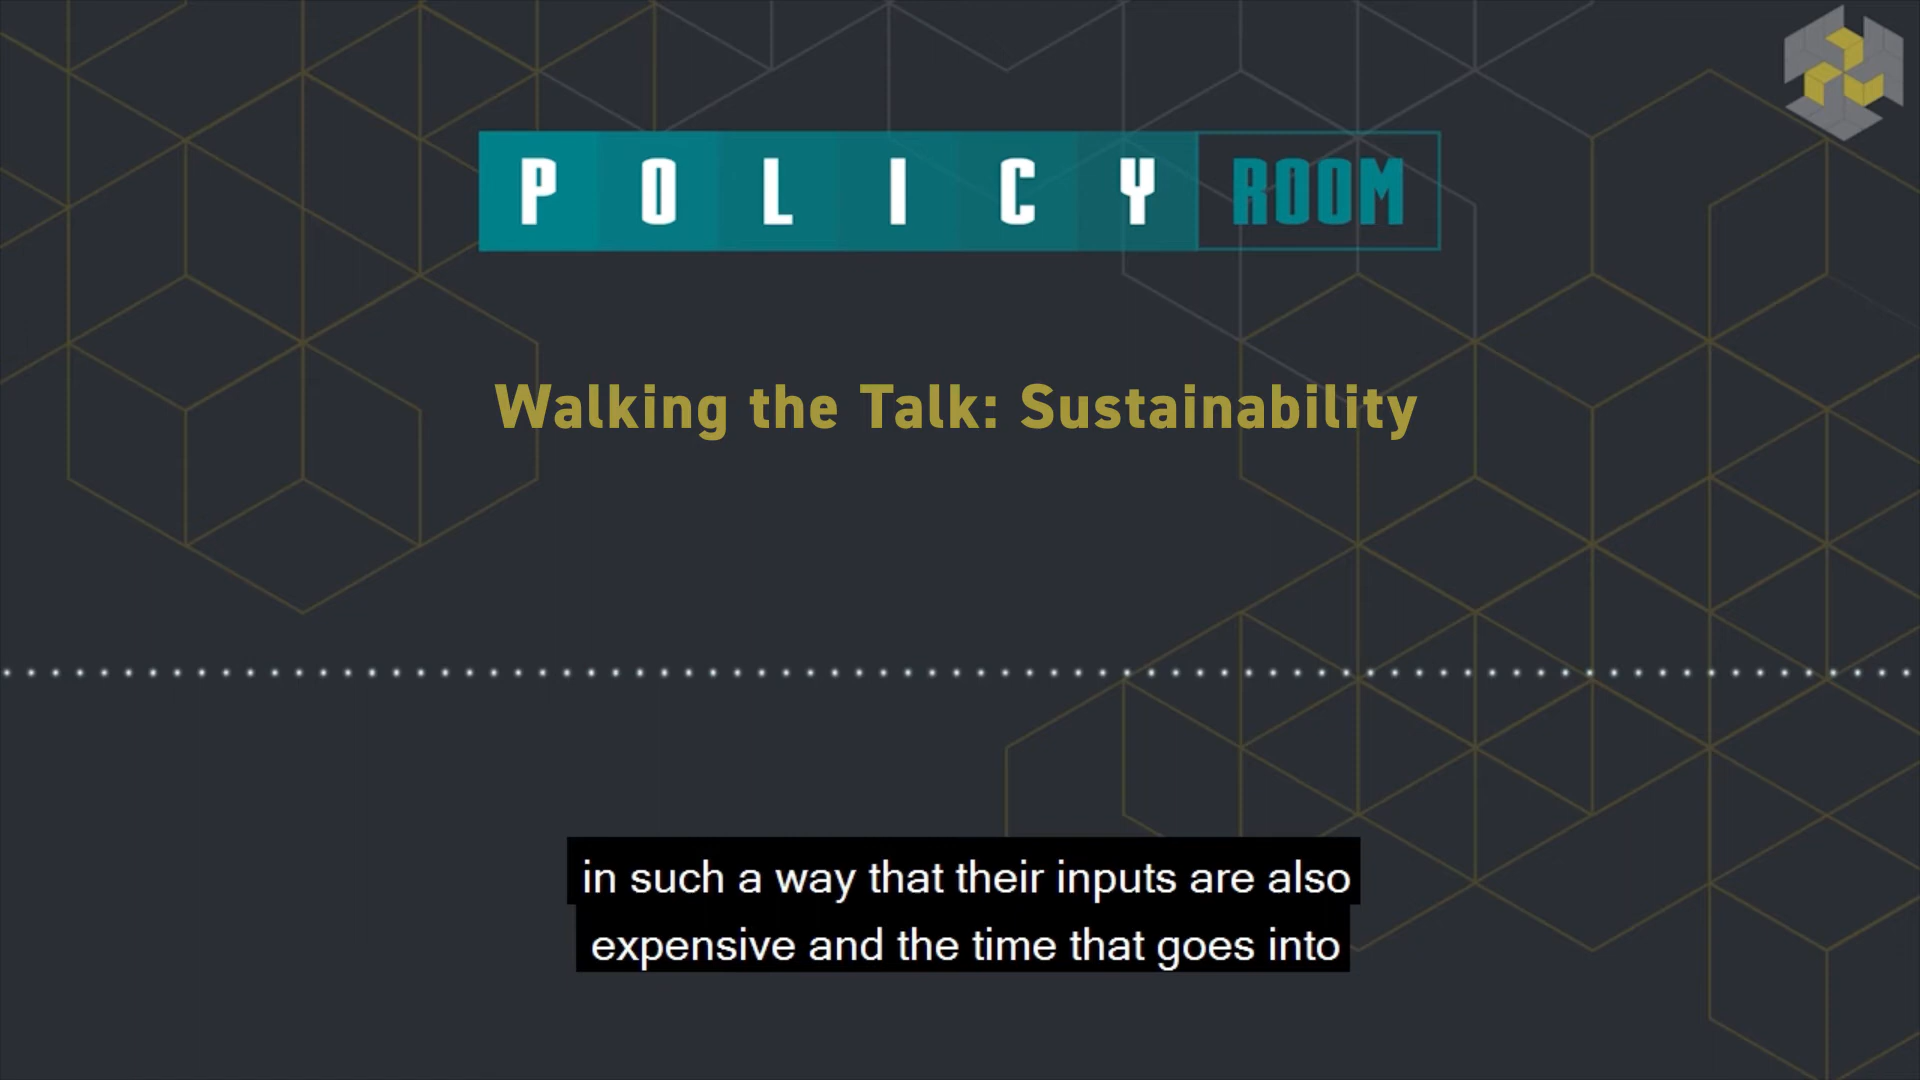 POLICY ROOM
Walking the Talk: Sustainability
in such a way that their inputs are also
expensive and the time that goes into